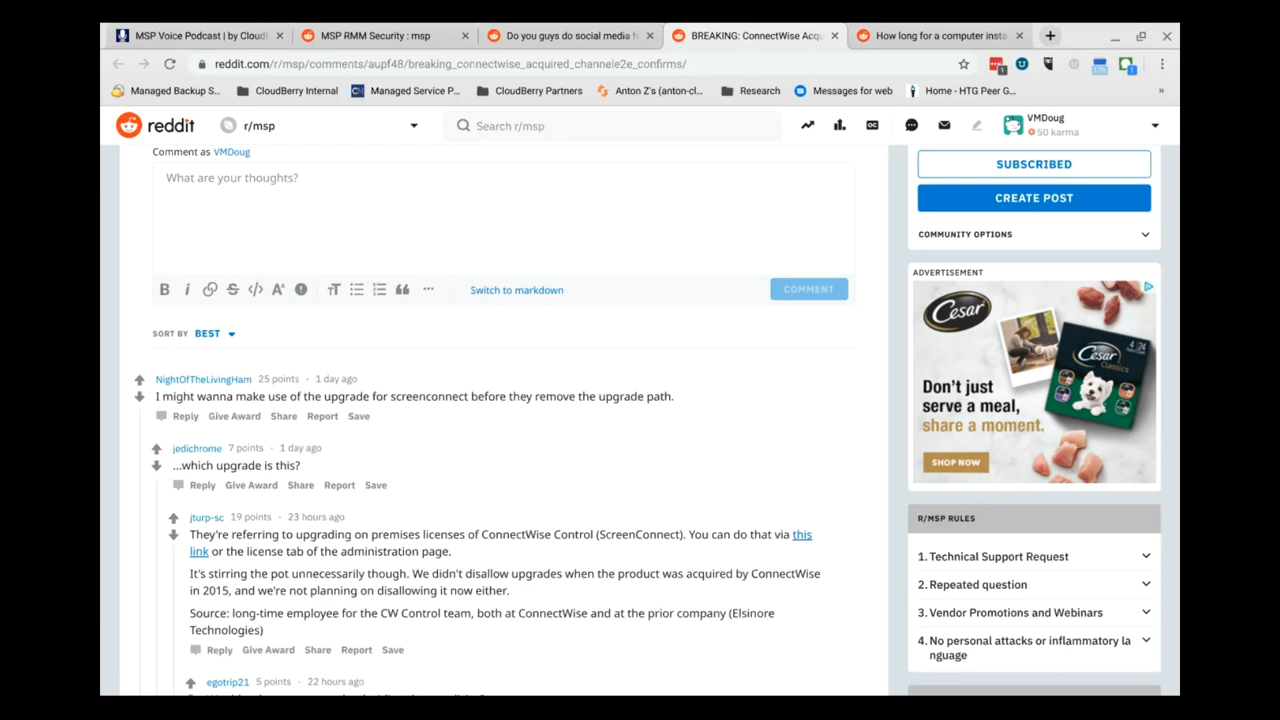 MSP Voice Podcast | by Cloudl
MSP RMM Security : msp
Do you guys do social media f
BREAKING: ConnectWise Acqu
How long for a computer insta
reddit.com/r/msp/comments/aupf48/breaking_connectwise_acquired_channele2e_confirms/
Managed Backup S...
CloudBerry Internal
Managed Service P...
CloudBerry Partners
Anton Z's (anton-cl...
Research
Messages for web
Home - HTG Peer G...
»
reddit
r/msp
Search r/msp
VMDoug
50 karma
Comment as VMDoug
What are your thoughts?
Switch to markdown
COMMENT
SORT BY BEST
NightOfTheLivingHam 25 points · 1 day ago
I might wanna make use of the upgrade for screenconnect before they remove the upgrade path.
Reply Give Award Share Report Save
jedichrome 7 points · 1 day ago
...which upgrade is this?
Reply Give Award Share Report Save
jturp-sc 19 points · 23 hours ago
They're referring to upgrading on premises licenses of ConnectWise Control (ScreenConnect). You can do that via this
link or the license tab of the administration page.
It's stirring the pot unnecessarily though. We didn't disallow upgrades when the product was acquired by ConnectWise
in 2015, and we're not planning on disallowing it now either.
Source: long-time employee for the CW Control team, both at ConnectWise and at the prior company (Elsinore
Technologies)
Reply Give Award Share Report Save
egotrip21 5 points · 22 hours ago
SUBSCRIBED
CREATE POST
COMMUNITY OPTIONS
ADVERTISEMENT
Cesar
Cesar
Classics
Don't just
serve a meal,
share a moment.
SHOP NOW
R/MSP RULES
1. Technical Support Request
2. Repeated question
3. Vendor Promotions and Webinars
4. No personal attacks or inflammatory la
nguage